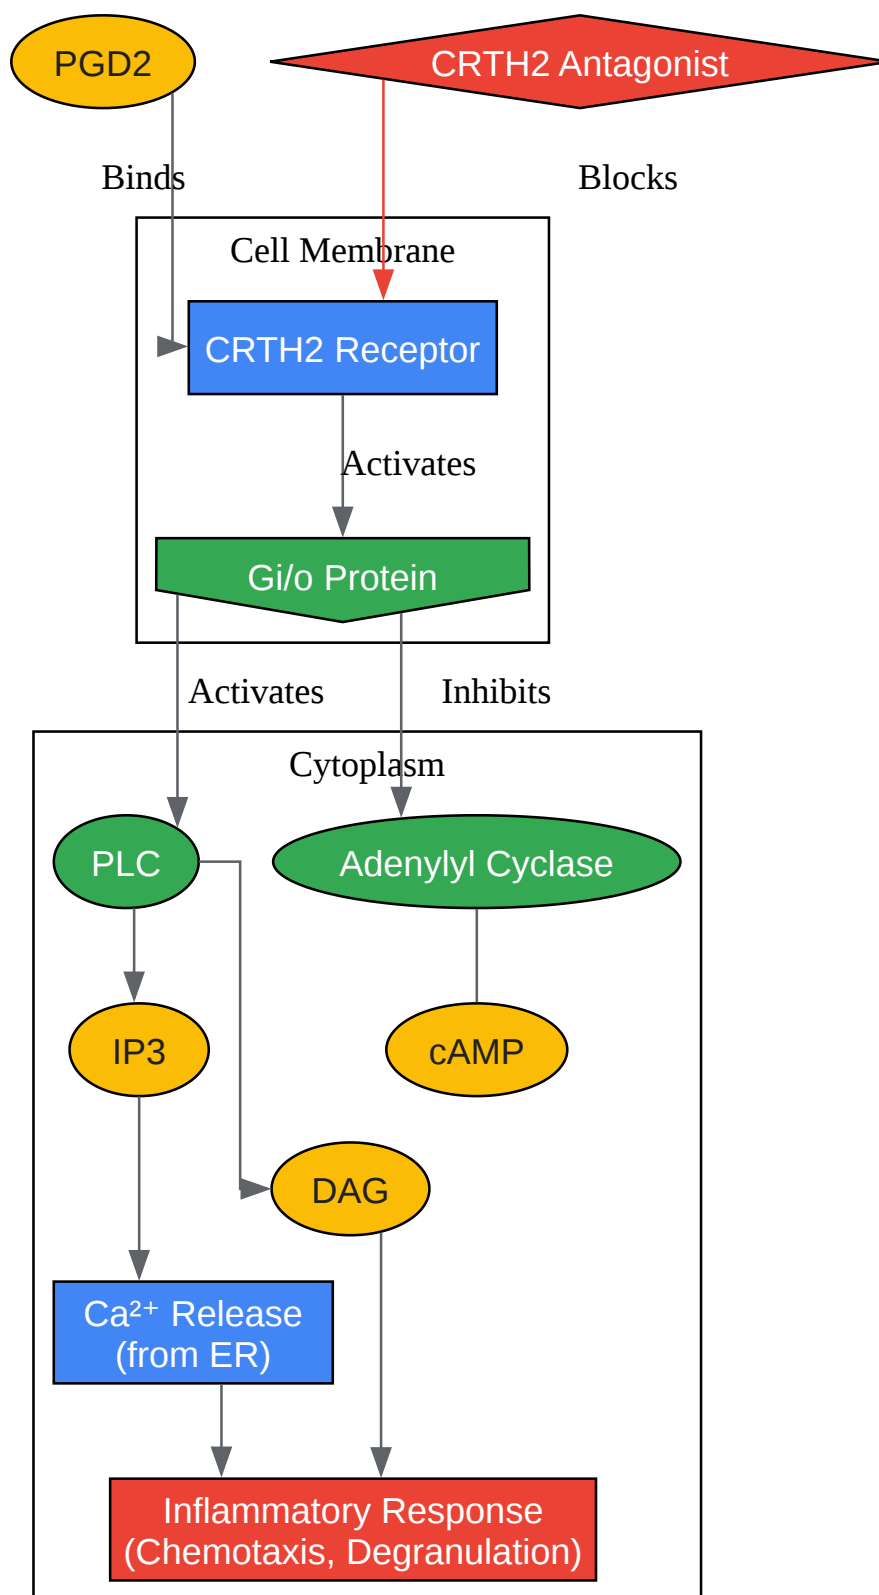 PGD2
CRTH2 Antagonist
Binds
Blocks
Cell Membrane
CRTH2 Receptor
Activates
Gi/o Protein
Activates
Inhibits
Cytoplasm
PLC
Adenylyl Cyclase
IP3
cAMP
DAG
Ca²⁺ Release
(from ER)
Inflammatory Response
(Chemotaxis, Degranulation)